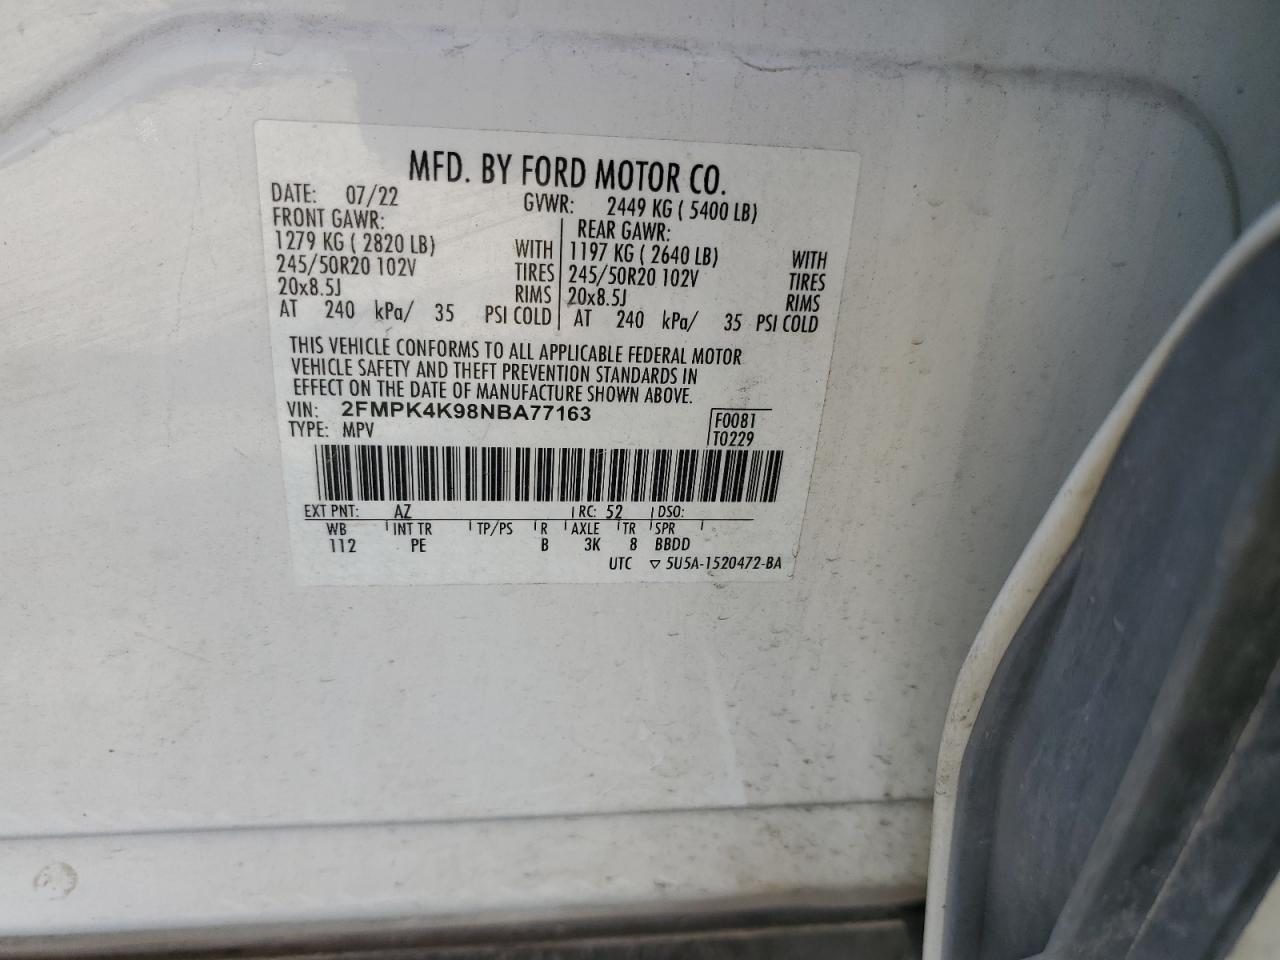 MFD. BY FORD MOTOR CO.
DATE: 07/22 GVWR: 2449 KG ( 5400 LB)
FRONT GAWR: REAR GAWR:
1279 KG ( 2820 LB) WITH 1197 KG ( 2640 LB) WITH
245/50R20 102V TIRES 245/50R20 102V TIRES
20x8.5J RIMS 20x8.5J RIMS
AT 240 kPa/ 35 PSI COLD AT 240 kPa/ 35 PSI COLD
THIS VEHICLE CONFORMS TO ALL APPLICABLE FEDERAL MOTOR
VEHICLE SAFETY AND THEFT PREVENTION STANDARDS IN
EFFECT ON THE DATE OF MANUFACTURE SHOWN ABOVE.
VIN: 2FMPK4K98NBA77163 F0081
TYPE: MPV T0229
EXT PNT: AZ RC: 52 DSO:
WB INT TR TP/PS R AXLE TR SPR
112 PE B 3K 8 BBDD
UTC ▽ 5U5A-1520472-BA